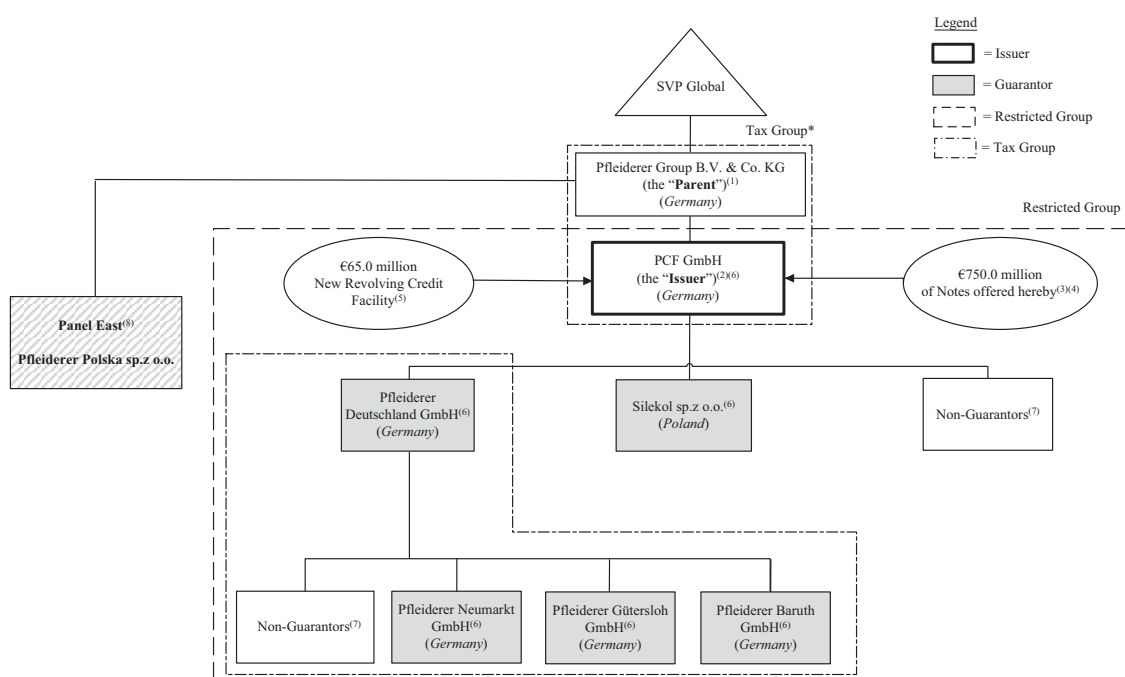 Legend
= Issuer
= Guarantor
= Restricted Group
= Tax Group
SVP Global
Tax Group*
Pfleiderer Group B.V. & Co. KG
(the “Parent”)(1)
(Germany)
Restricted Group
€65.0 million
New Revolving Credit
Facility(5)
PCF GmbH
(the “Issuer”)(2)(6)
(Germany)
€750.0 million
of Notes offered hereby(3)(4)
Panel East(8)
Pfleiderer Polska sp.z o.o.
Pfleiderer
Deutschland GmbH(6)
(Germany)
Silekol sp.z o.o.(6)
(Poland)
Non-Guarantors(7)
Non-Guarantors(7)
Pfleiderer Neumarkt
GmbH(6)
(Germany)
Pfleiderer Gütersloh
GmbH(6)
(Germany)
Pfleiderer Baruth
GmbH(6)
(Germany)